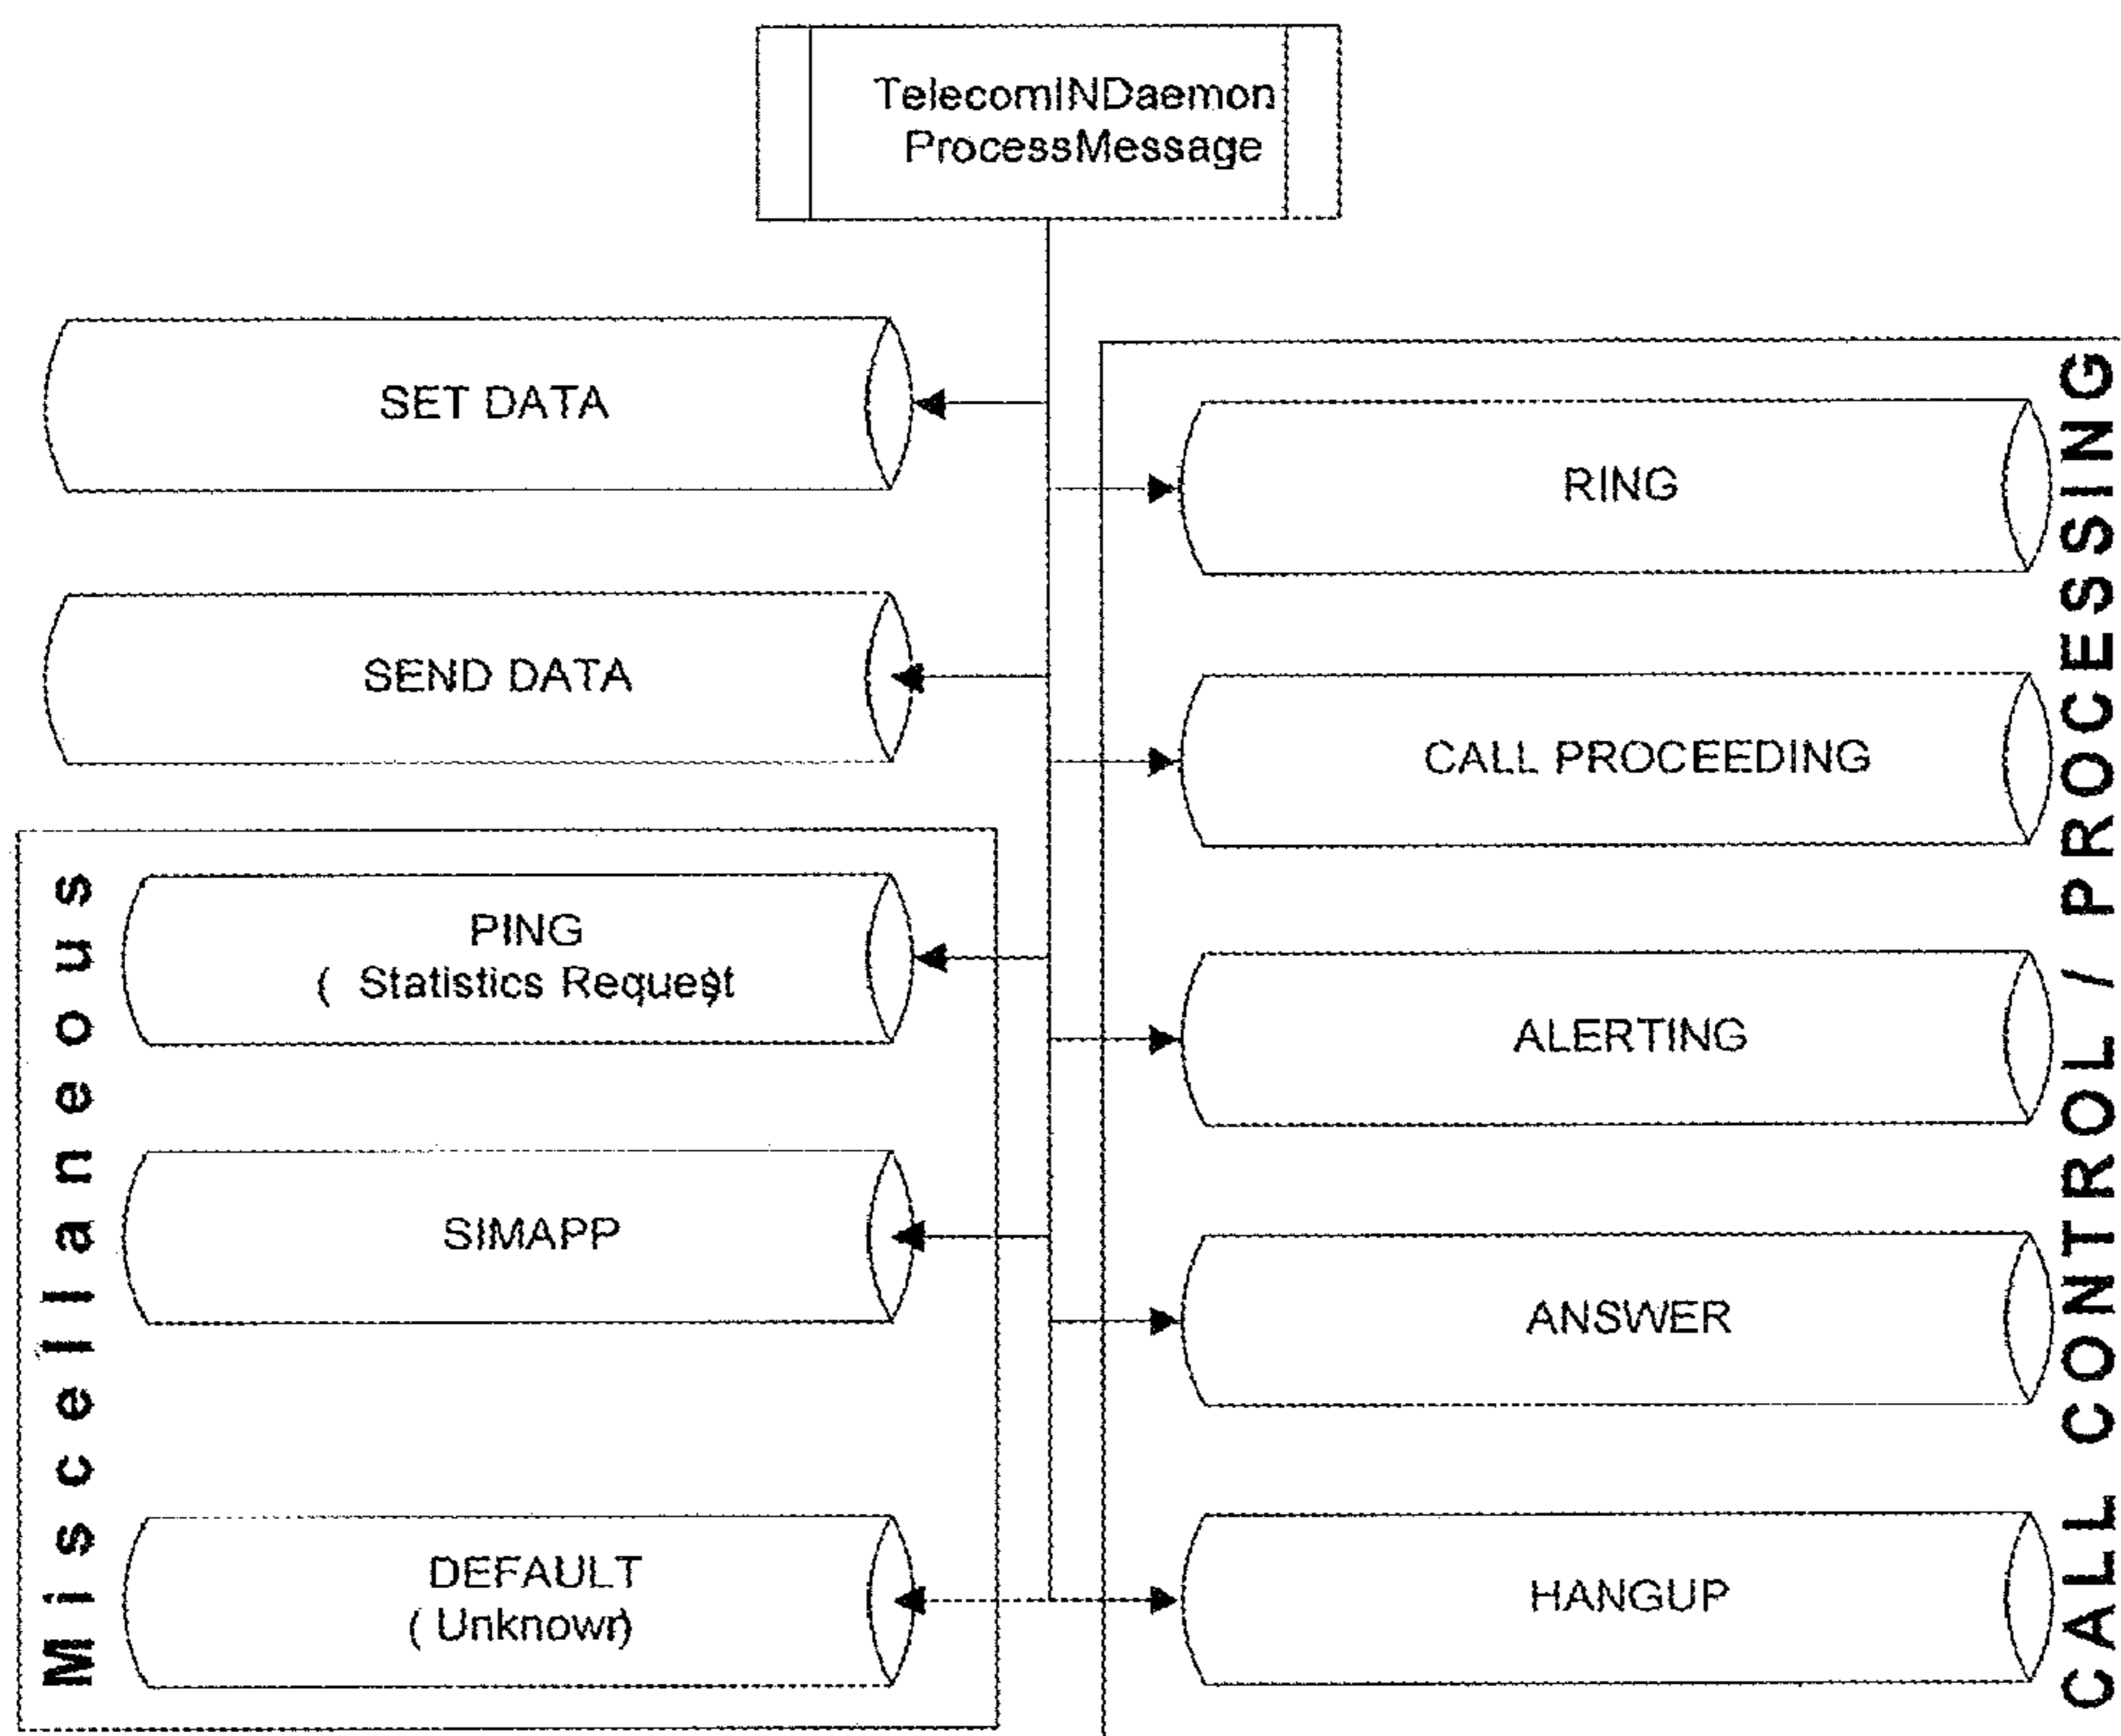 TelecomINDaemon
ProcessMessage
SET DATA
SEND DATA
Miscellaneous
PING
( Statistics Request)
SIMAPP
DEFAULT
( Unknown)
CALL CONTROL / PROCESSING
RING
CALL PROCEEDING
ALERTING
ANSWER
HANGUP